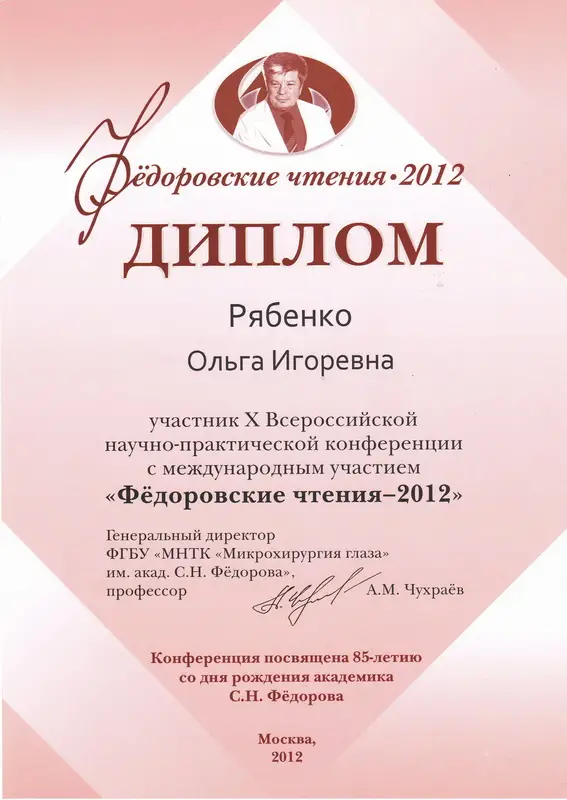 Фёдоровские чтения•2012
ДИПЛОМ
Рябенко
Ольга Игоревна
участник X Всероссийской
научно-практической конференции
с международным участием
«Фёдоровские чтения–2012»
Генеральный директор
ФГБУ «МНТК «Микрохирургия глаза»
им. акад. С.Н. Фёдорова»,
профессор А.М. Чухраёв
Конференция посвящена 85-летию
со дня рождения академика
С.Н. Фёдорова
Москва,
2012